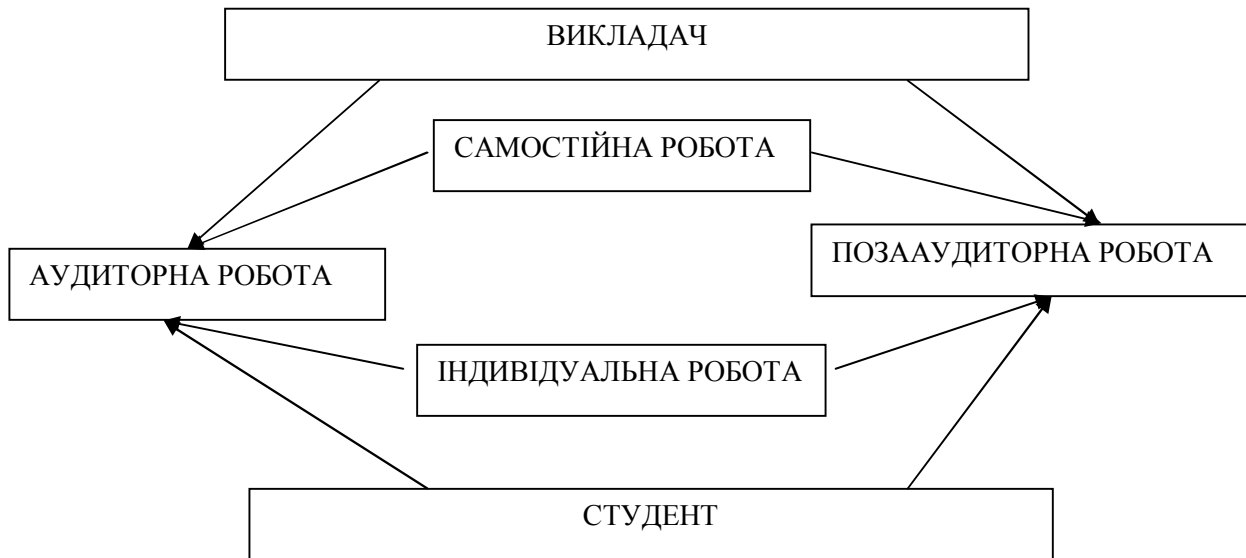 ВИКЛАДАЧ
САМОСТІЙНА РОБОТА
АУДИТОРНА РОБОТА
ПОЗААУДИТОРНА РОБОТА
ІНДИВІДУАЛЬНА РОБОТА
СТУДЕНТ